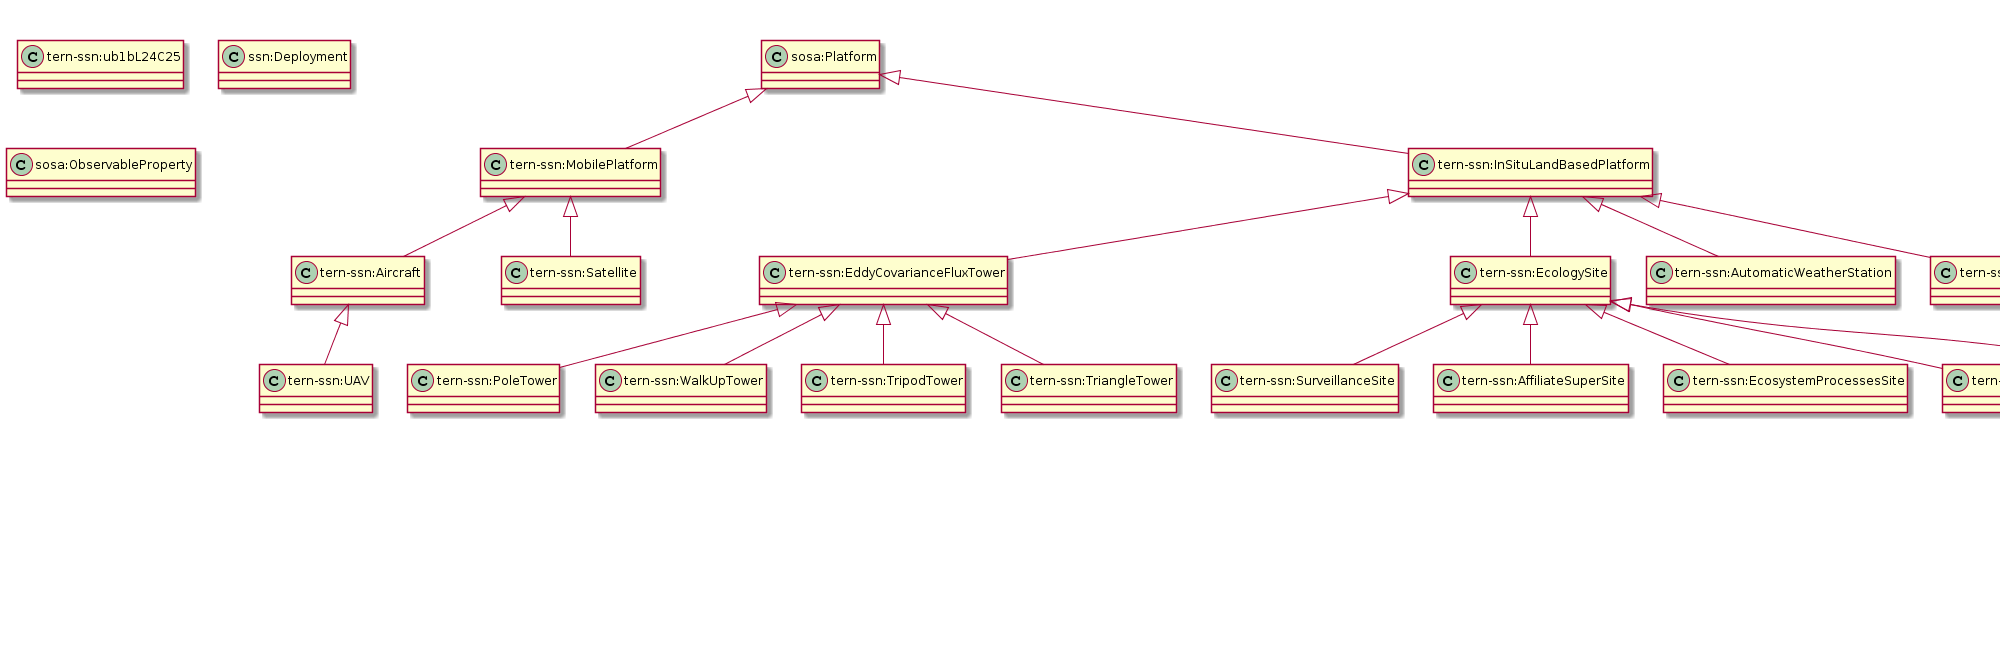 C tern-ssn:ub1bL24C25
C ssn:Deployment
C sosa:Platform
C sosa:ObservableProperty
C tern-ssn:MobilePlatform
C tern-ssn:InSituLandBasedPlatform
C tern-ssn:Aircraft
C tern-ssn:Satellite
C tern-ssn:EddyCovarianceFluxTower
C tern-ssn:EcologySite
C tern-ssn:AutomaticWeatherStation
C tern-ss
C tern-ssn:UAV
C tern-ssn:PoleTower
C tern-ssn:WalkUpTower
C tern-ssn:TripodTower
C tern-ssn:TriangleTower
C tern-ssn:SurveillanceSite
C tern-ssn:AffiliateSuperSite
C tern-ssn:EcosystemProcessesSite
C tern-